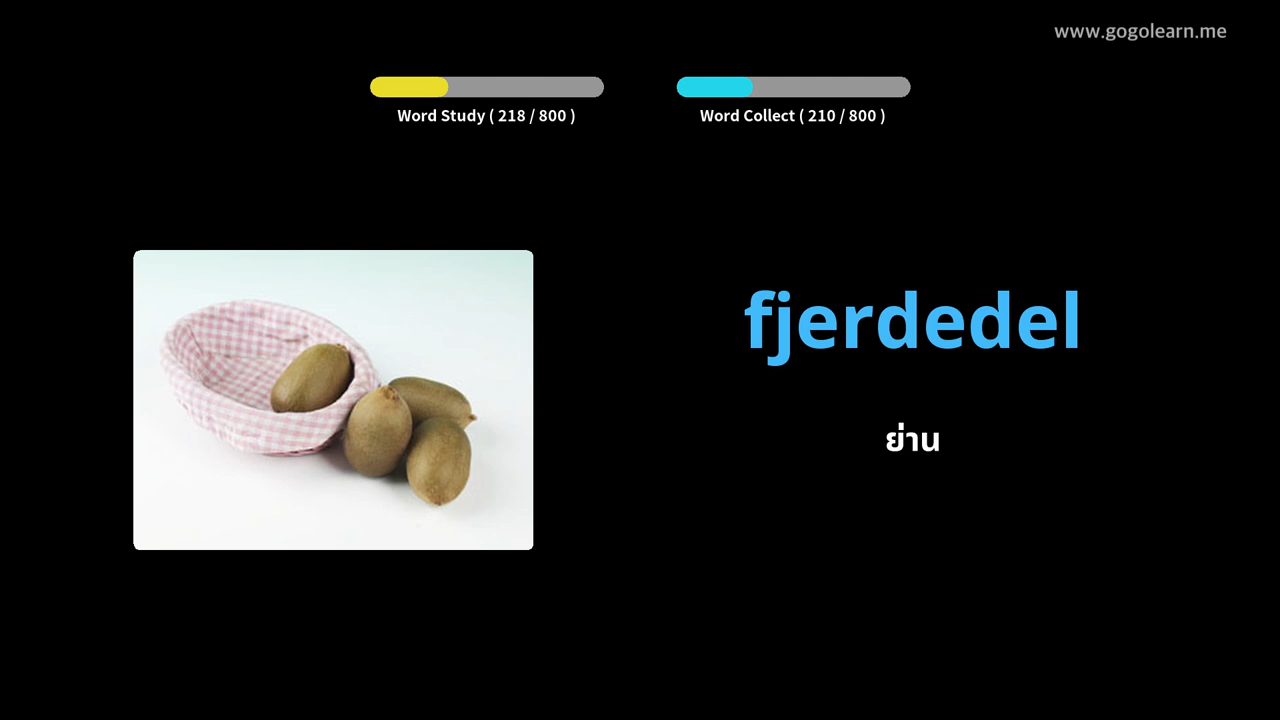 www.gogolearn.me
Word Study ( 218 / 800 )
Word Collect ( 210 / 800 )
fjerdedel
ย่าน